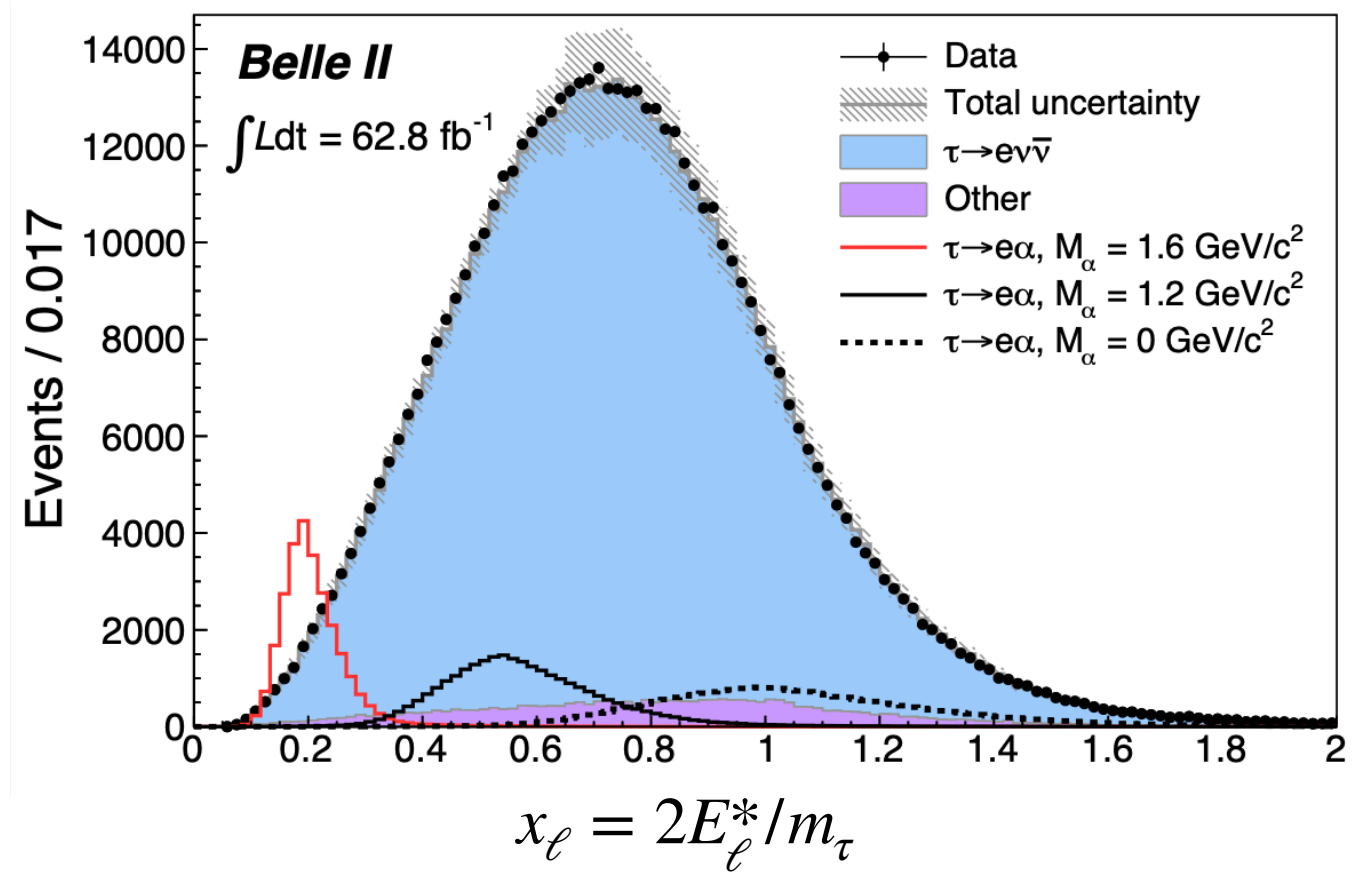 Belle II
∫Ldt = 62.8 fb⁻¹
Data
Total uncertainty
τ→eνν̅
Other
τ→eα, Mα = 1.6 GeV/c²
τ→eα, Mα = 1.2 GeV/c²
τ→eα, Mα = 0 GeV/c²
Events / 0.017
14000
12000
10000
8000
6000
4000
2000
0
0 0.2 0.4 0.6 0.8 1 1.2 1.4 1.6 1.8 2
xℓ = 2E*ℓ/mτ